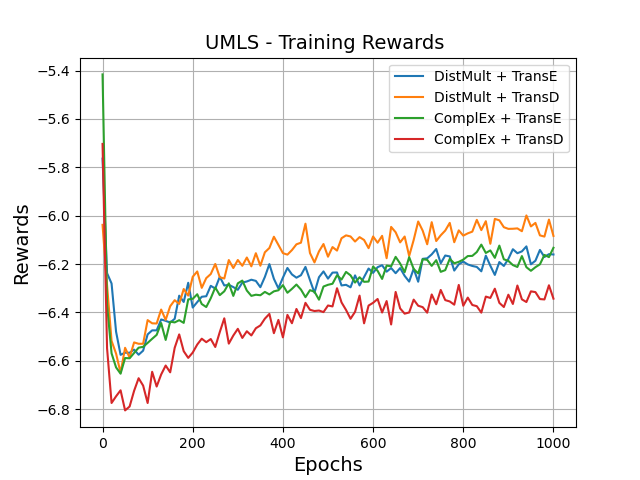 UMLS - Training Rewards
DistMult + TransE
DistMult + TransD
ComplEx + TransE
ComplEx + TransD
Rewards
−5.4
−5.6
−5.8
−6.0
−6.2
−6.4
−6.6
−6.8
0
200
400
600
800
1000
Epochs